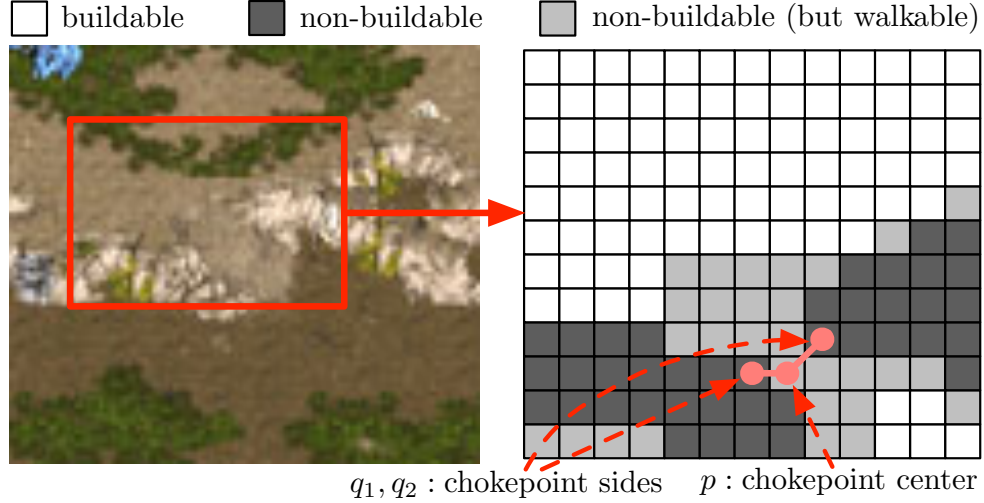 buildable non-buildable non-buildable (but walkable)
q₁, q₂ : chokepoint sides p : chokepoint center